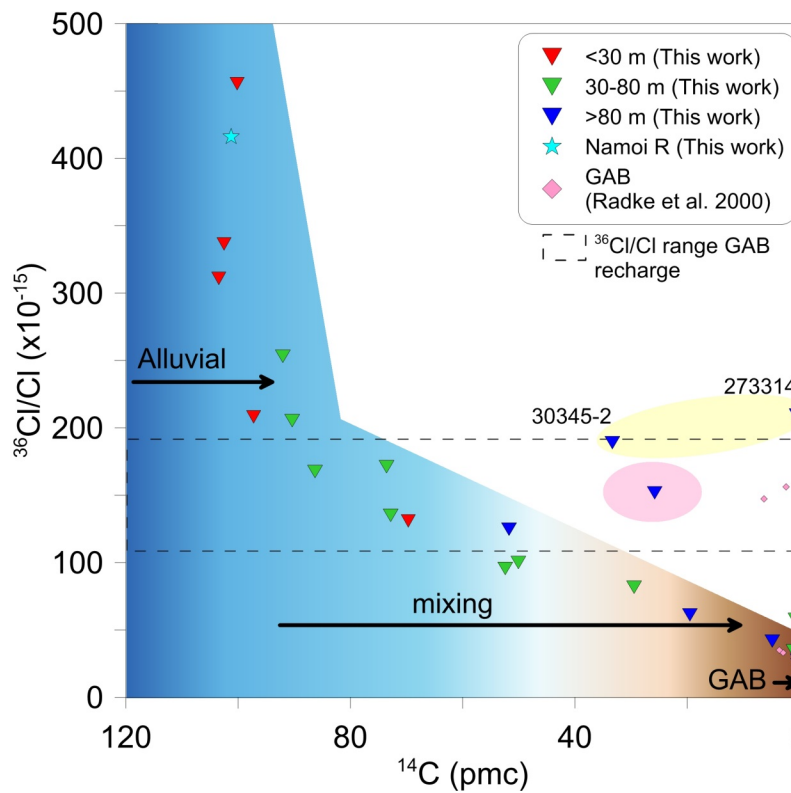 500
400
300
200
100
0
³⁶Cl/Cl (x10⁻¹⁵)
<30 m (This work)
30-80 m (This work)
>80 m (This work)
Namoi R (This work)
GAB
(Radke et al. 2000)
³⁶Cl/Cl range GAB
recharge
Alluvial
273314
30345-2
mixing
GAB
120
80
40
¹⁴C (pmc)